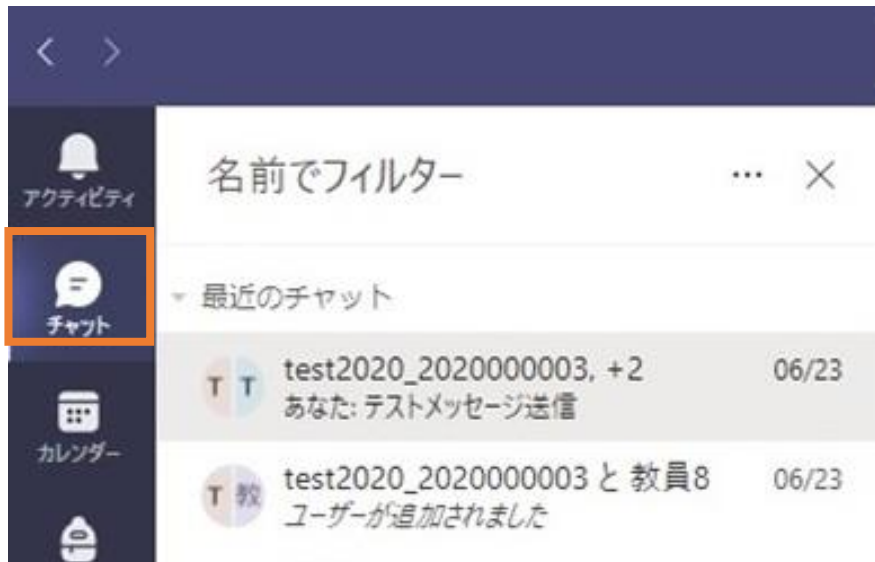 アクティビティ
チャット
カレンダー
名前でフィルター
最近のチャット
T T
test2020_2020000003, +2
06/23
あなた: テストメッセージ送信
T 教
test2020_2020000003 と 教員8
06/23
ユーザーが追加されました